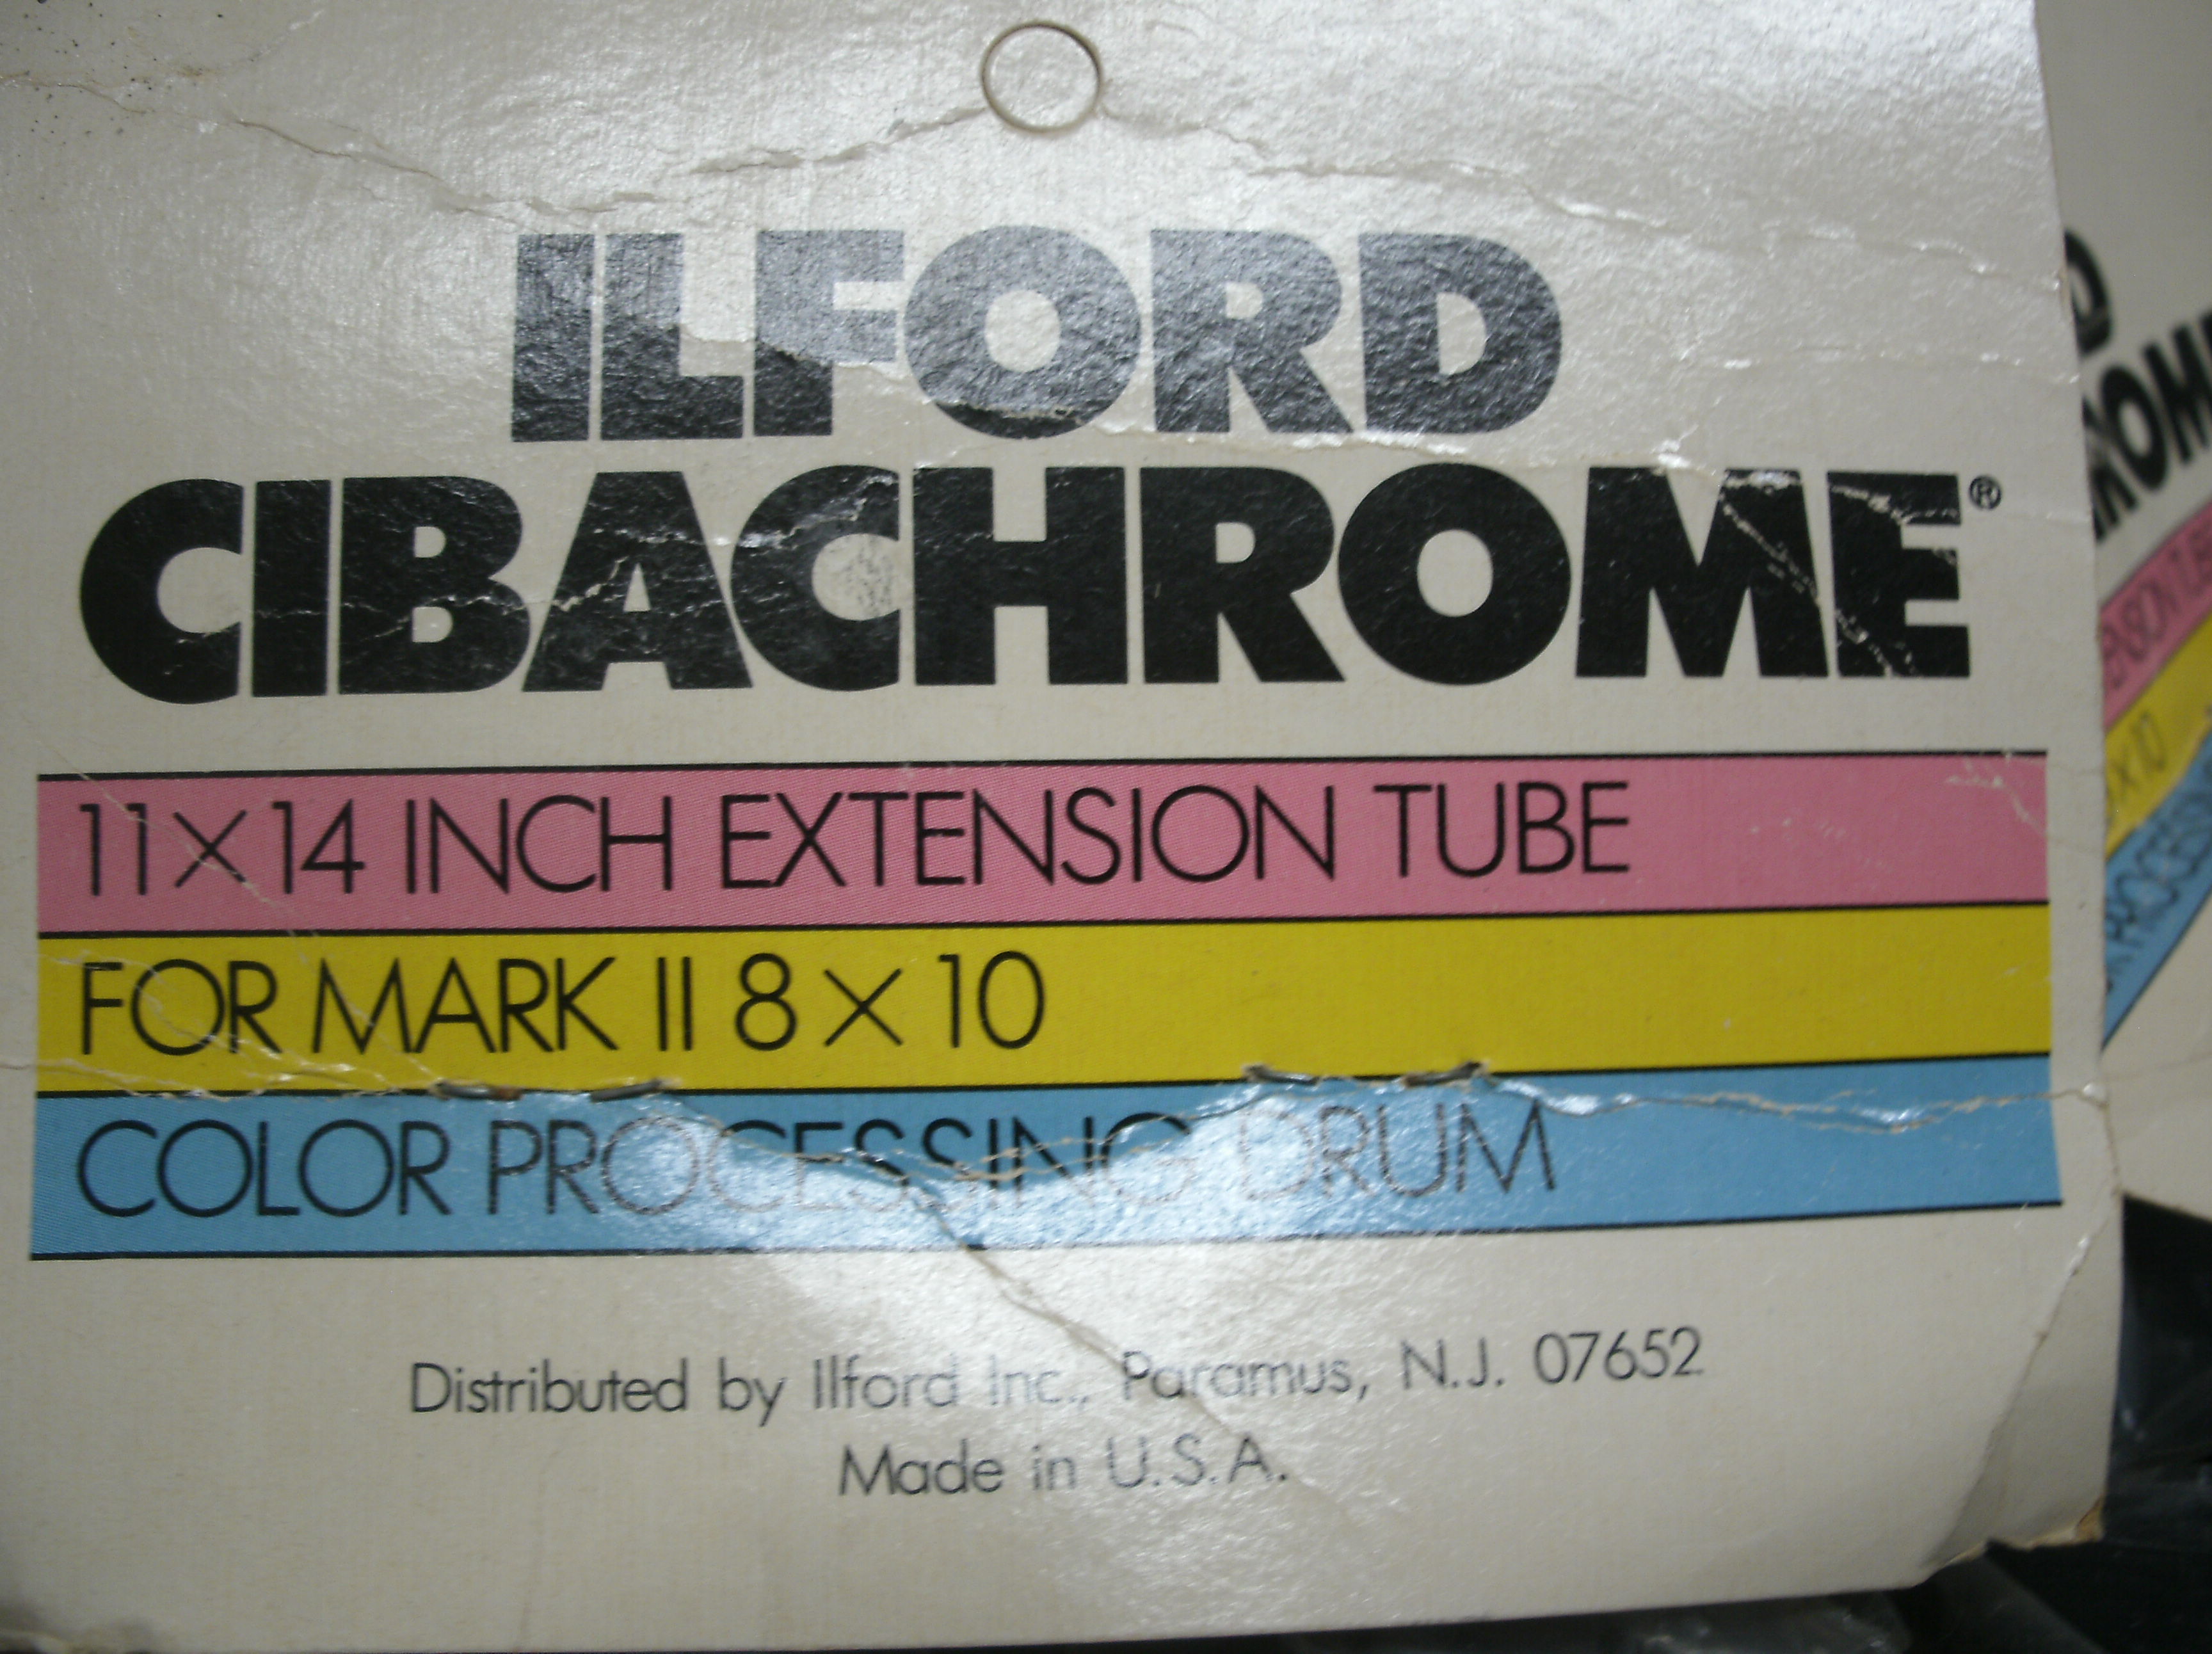 ILFORD
CIBACHROME®
11×14 INCH EXTENSION TUBE
FOR MARK II 8×10
COLOR PROCESSING DRUM
Distributed by Ilford Inc., Paramus, N.J. 07652
Made in U.S.A.